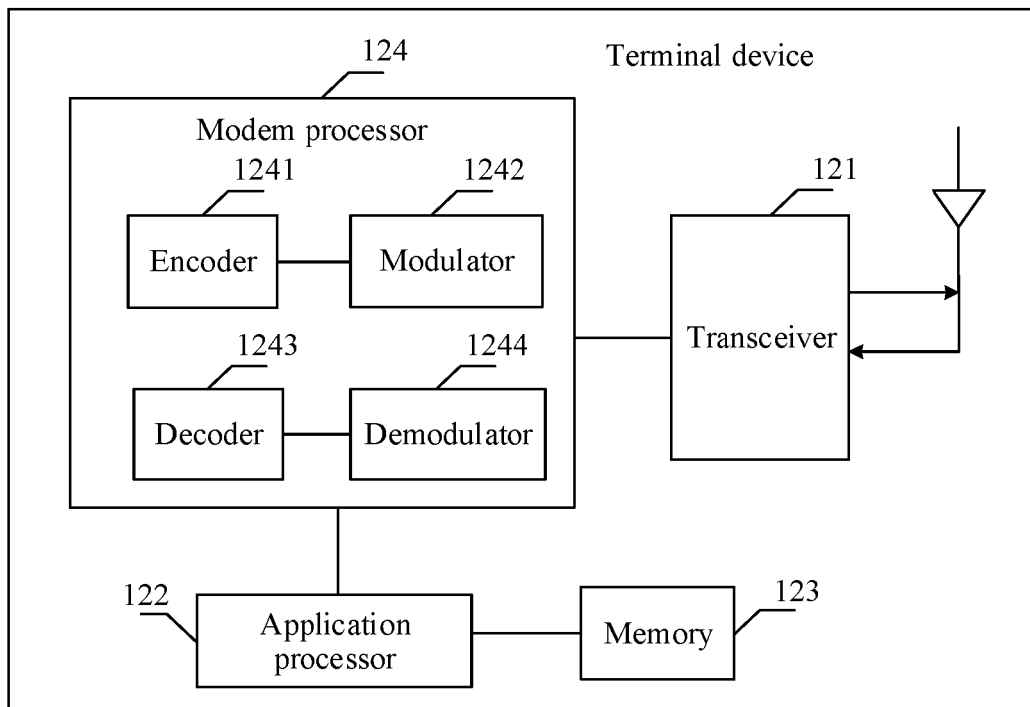 124
Terminal device
Modem processor
1241
1242
121
Encoder
Modulator
Transceiver
1243
1244
Decoder
Demodulator
122
Application
processor
Memory
123